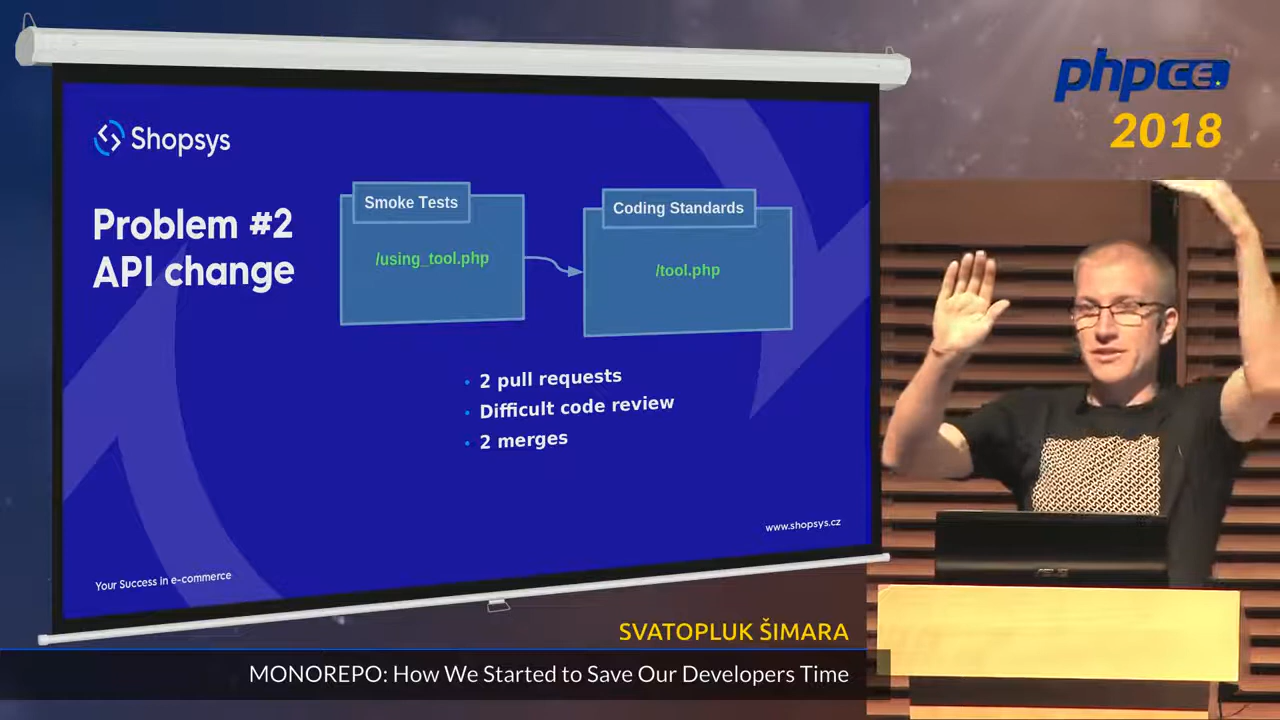 phpce.
2018
Shopsys
Problem #2
API change
Smoke Tests
/using_tool.php
Coding Standards
/tool.php
2 pull requests
Difficult code review
2 merges
www.shopsys.cz
Your Success in e-commerce
ASUS
SVATOPLUK ŠIMARA
MONOREPO: How We Started to Save Our Developers Time